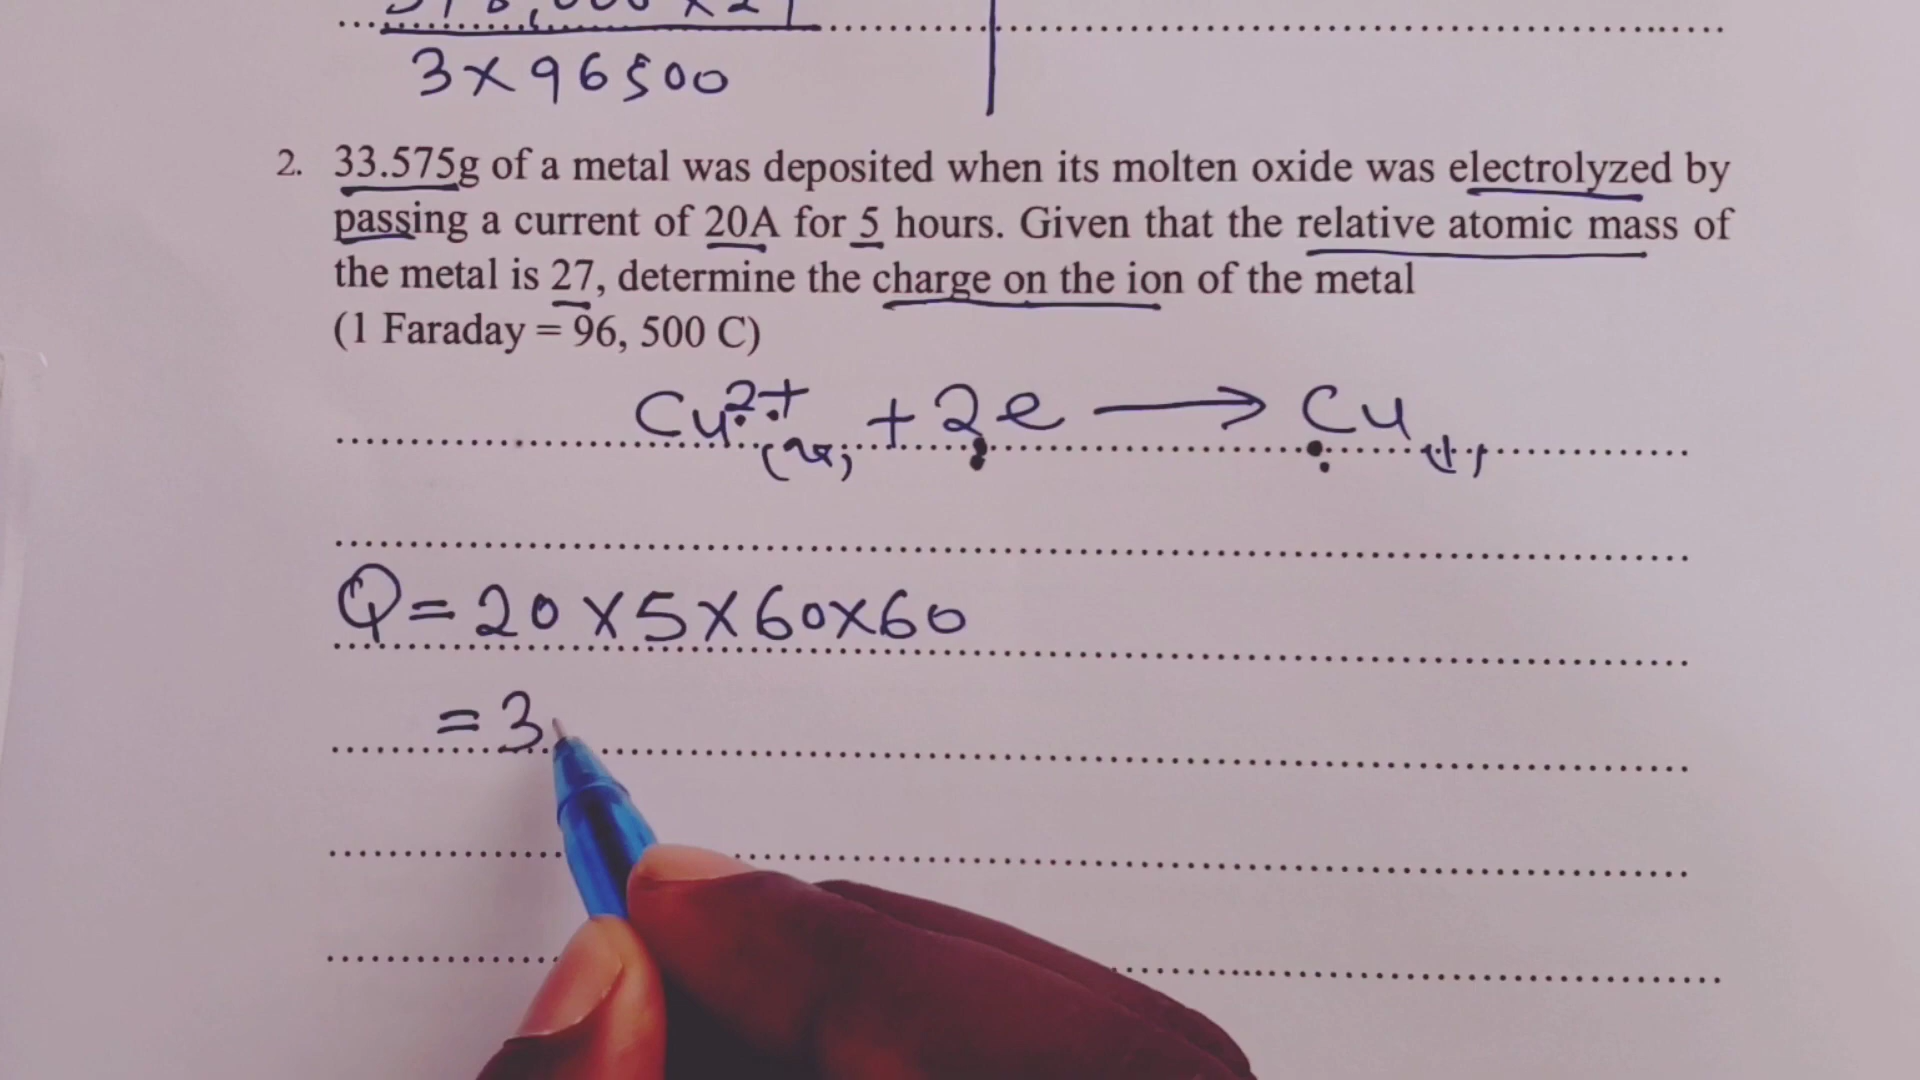 3 × 96500
2. 33.575g of a metal was deposited when its molten oxide was electrolyzed by
passing a current of 20A for 5 hours. Given that the relative atomic mass of
the metal is 27, determine the charge on the ion of the metal
(1 Faraday = 96, 500 C)
Cu²⁺ + 2e ⟶ Cu
Q = 20 × 5 × 60 × 60
= 3